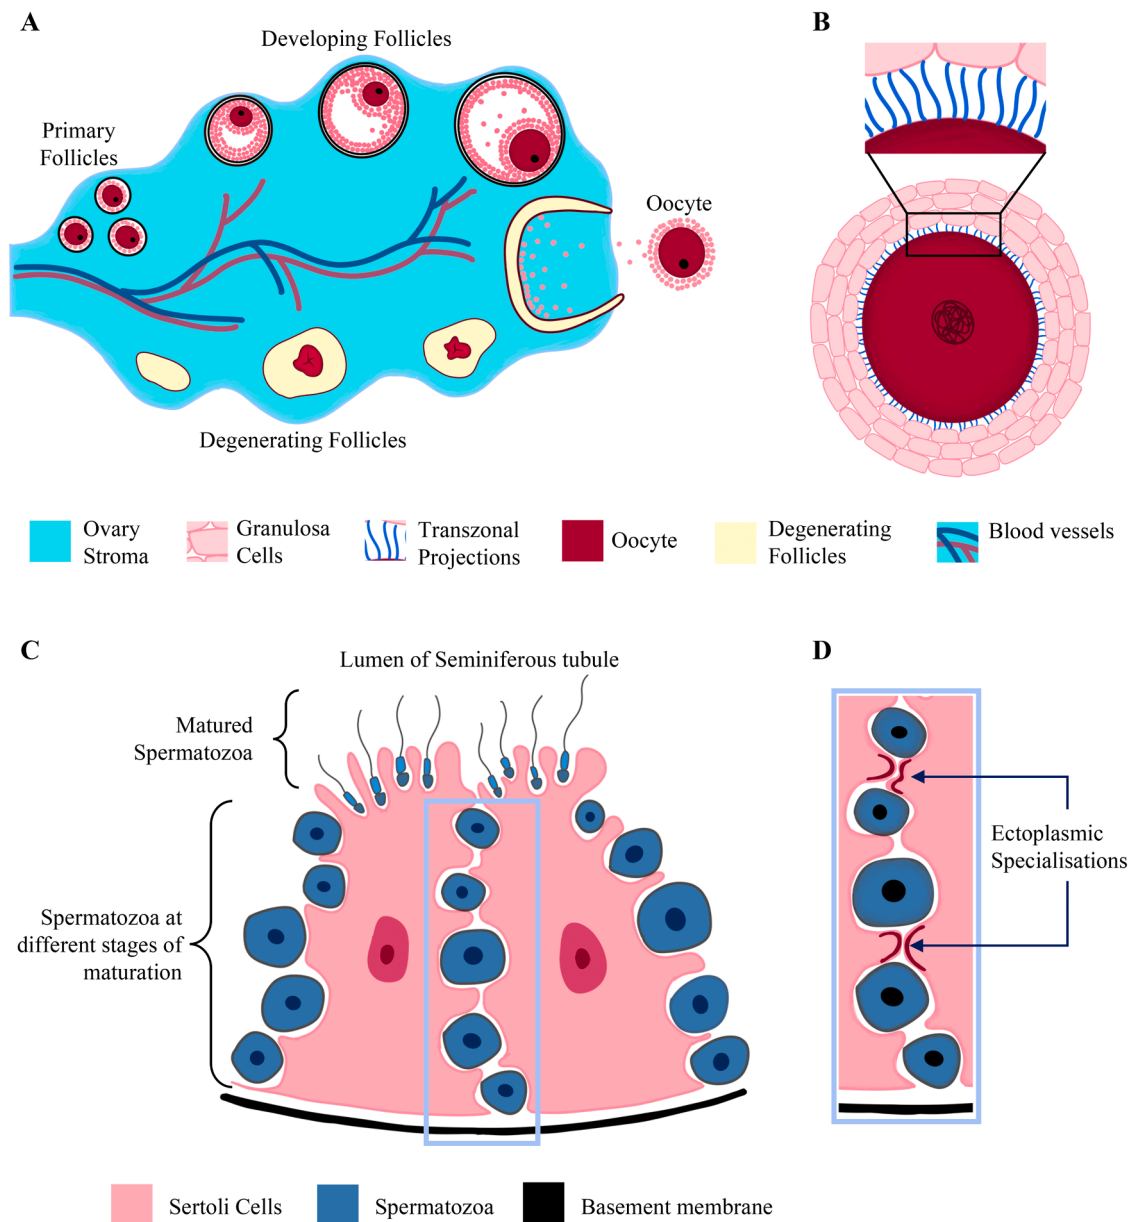 A
Developing Follicles
Primary
Follicles
Oocyte
Degenerating Follicles
B
Ovary
Stroma
Granulosa
Cells
Transzonal
Projections
Oocyte
Degenerating
Follicles
Blood vessels
C
Lumen of Seminiferous tubule
Matured
Spermatozoa
Spermatozoa at
different stages of
maturation
D
Ectoplasmic
Specialisations
Sertoli Cells
Spermatozoa
Basement membrane